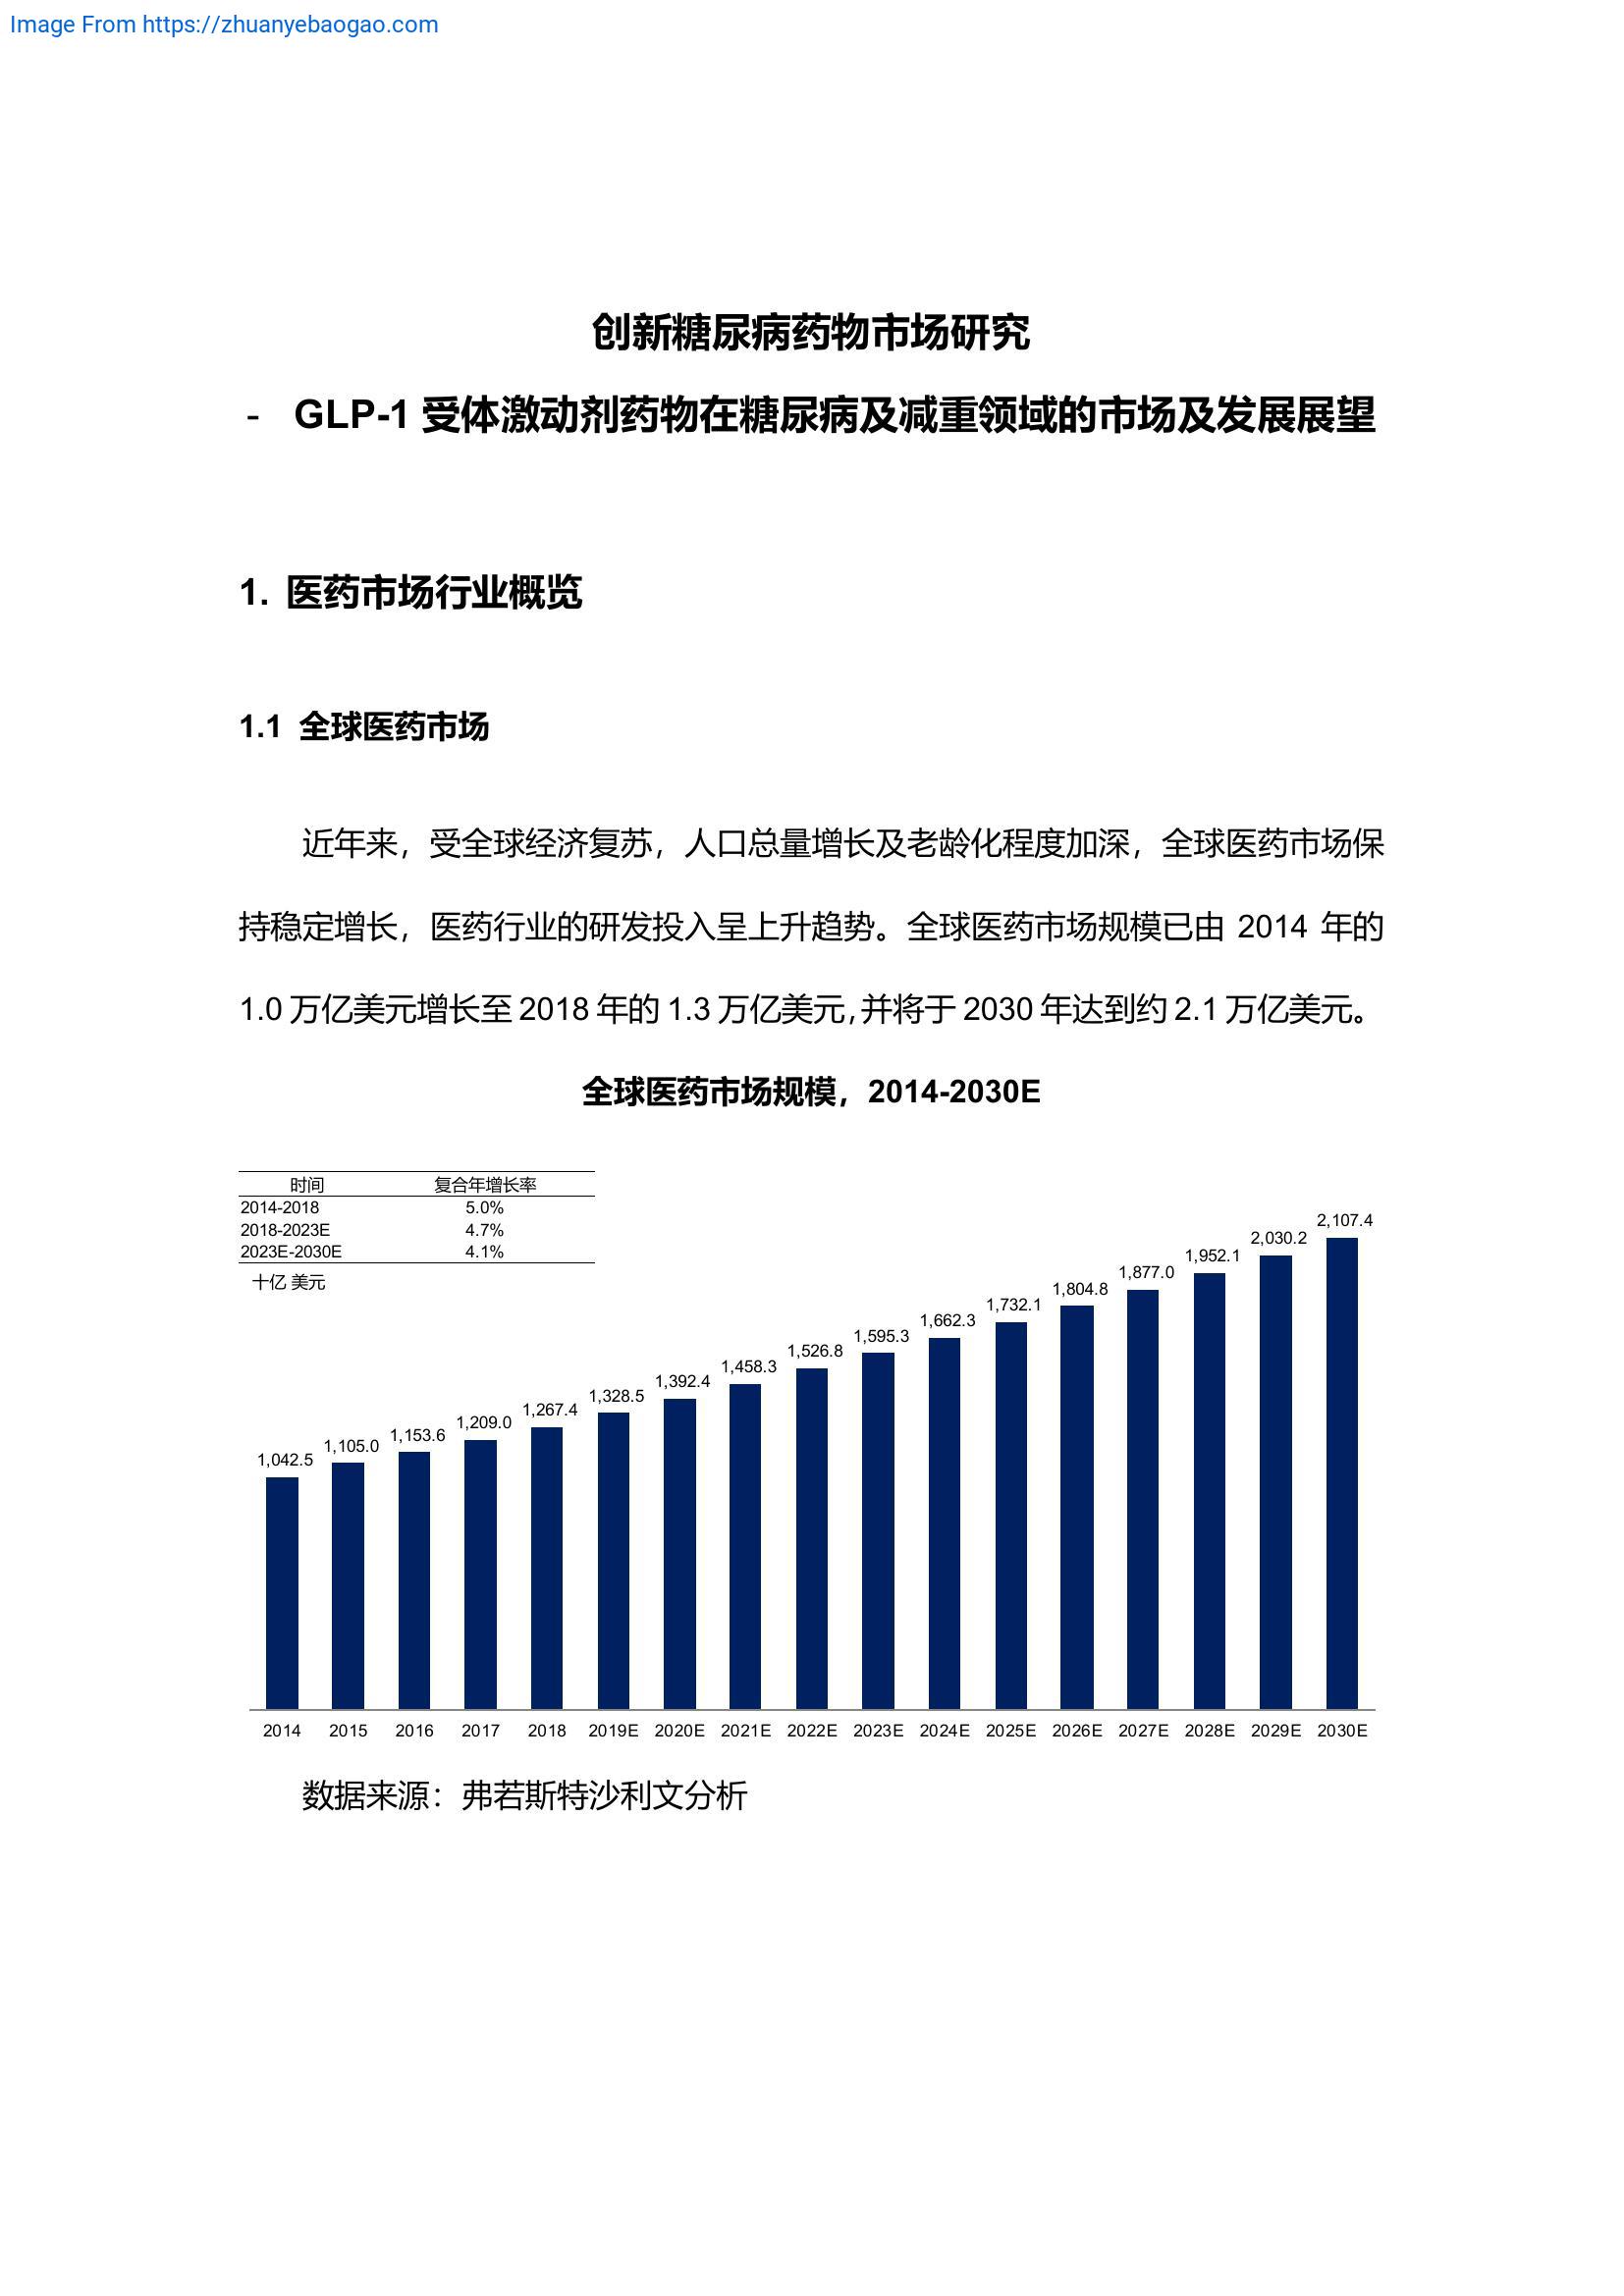 Image From https://zhuanyebaogao.com
创新糖尿病药物市场研究
- GLP-1 受体激动剂药物在糖尿病及减重领域的市场及发展展望
1. 医药市场行业概览
1.1 全球医药市场
近年来，受全球经济复苏，人口总量增长及老龄化程度加深，全球医药市场保
持稳定增长，医药行业的研发投入呈上升趋势。全球医药市场规模已由 2014 年的
1.0 万亿美元增长至 2018 年的 1.3 万亿美元，并将于 2030 年达到约 2.1 万亿美元。
全球医药市场规模，2014-2030E
时间 复合年增长率
2014-2018 5.0%
2018-2023E 4.7%
2023E-2030E 4.1%
十亿 美元
1,042.5 1,105.0 1,153.6 1,209.0 1,267.4 1,328.5 1,392.4 1,458.3 1,526.8 1,595.3 1,662.3 1,732.1 1,804.8 1,877.0 1,952.1 2,030.2 2,107.4
2014 2015 2016 2017 2018 2019E 2020E 2021E 2022E 2023E 2024E 2025E 2026E 2027E 2028E 2029E 2030E
数据来源：弗若斯特沙利文分析